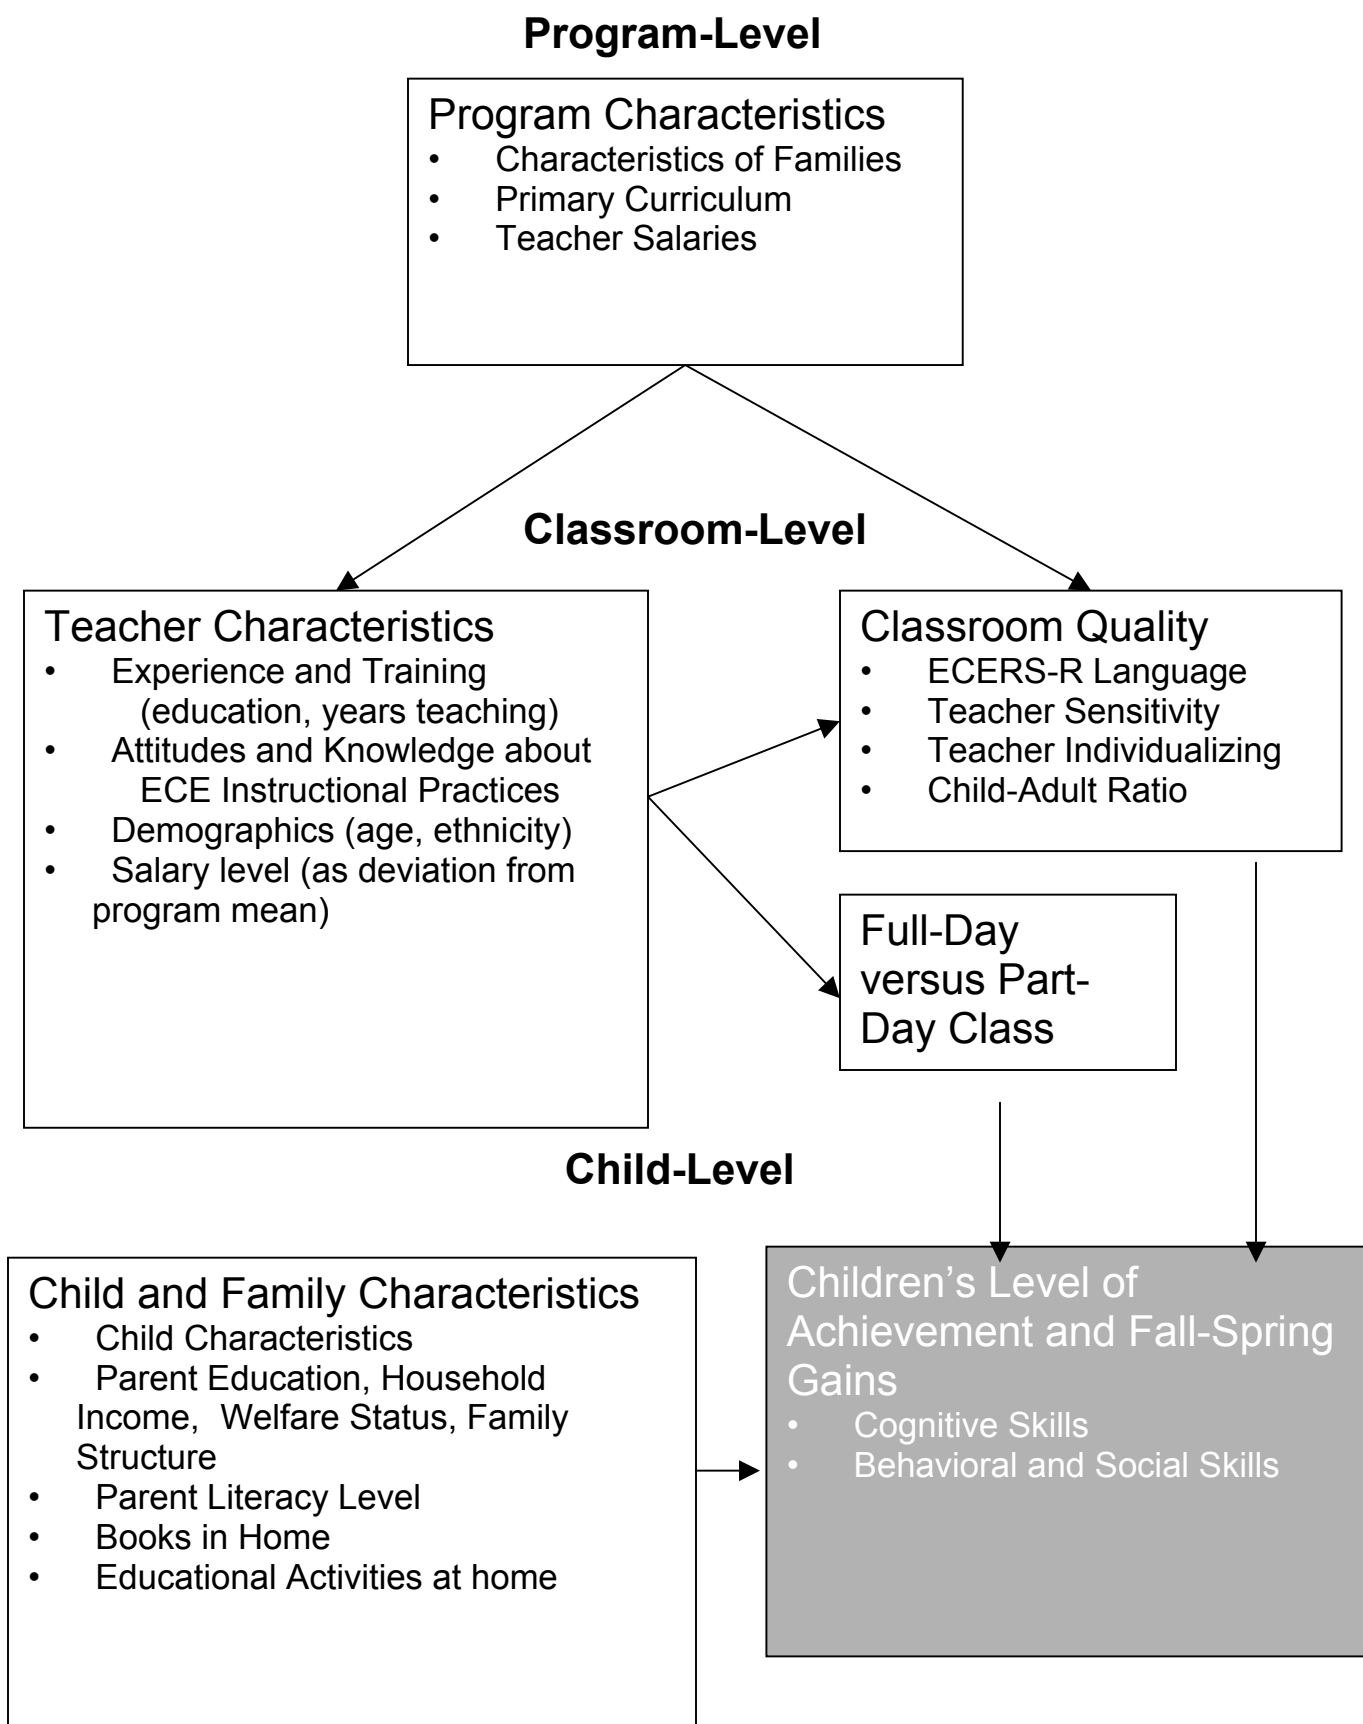 Program-Level
Program Characteristics
• Characteristics of Families
• Primary Curriculum
• Teacher Salaries
Classroom-Level
Teacher Characteristics
• Experience and Training
(education, years teaching)
• Attitudes and Knowledge about
ECE Instructional Practices
• Demographics (age, ethnicity)
• Salary level (as deviation from
program mean)
Classroom Quality
• ECERS-R Language
• Teacher Sensitivity
• Teacher Individualizing
• Child-Adult Ratio
Full-Day
versus Part-
Day Class
Child-Level
Child and Family Characteristics
• Child Characteristics
• Parent Education, Household
Income, Welfare Status, Family
Structure
• Parent Literacy Level
• Books in Home
• Educational Activities at home
Children’s Level of
Achievement and Fall-Spring
Gains
• Cognitive Skills
• Behavioral and Social Skills